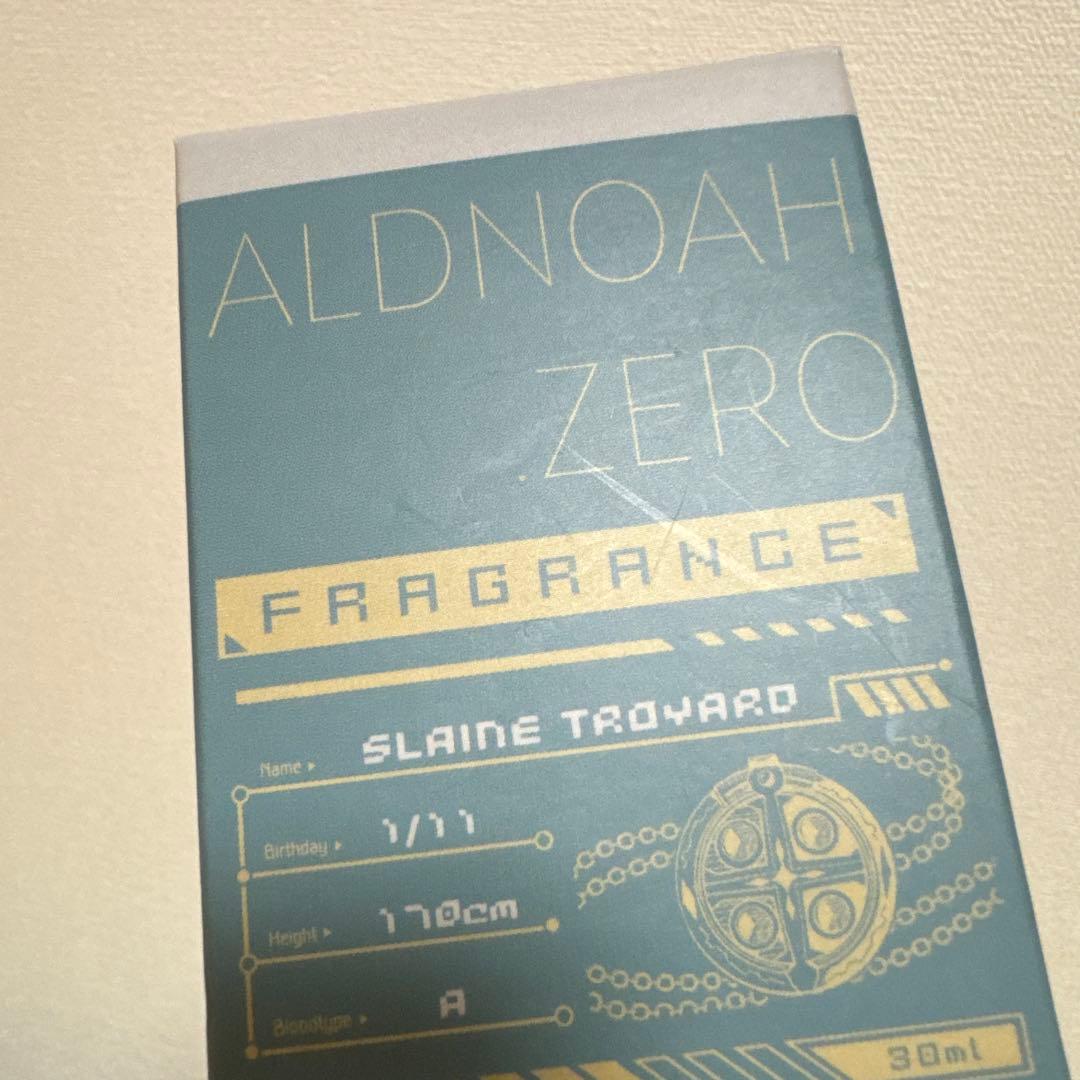 ALDNOAH
.ZERO
FRAGRANCE
Name ▸ SLAINE TROYARD
Birthday ▸ 1/11
Height ▸ 170cm
Bloodtype ▸ A
30ml